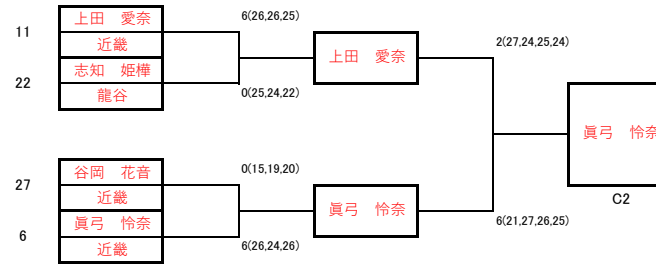 11
上田　愛奈
近畿
22
志知　姫樺
龍谷
6(26,26,25)
0(25,24,22)
上田　愛奈
2(27,24,25,24)
27
谷岡　花音
近畿
6
眞弓　怜奈
近畿
0(15,19,20)
6(26,24,26)
眞弓　怜奈
6(21,27,26,25)
眞弓　怜奈
C2